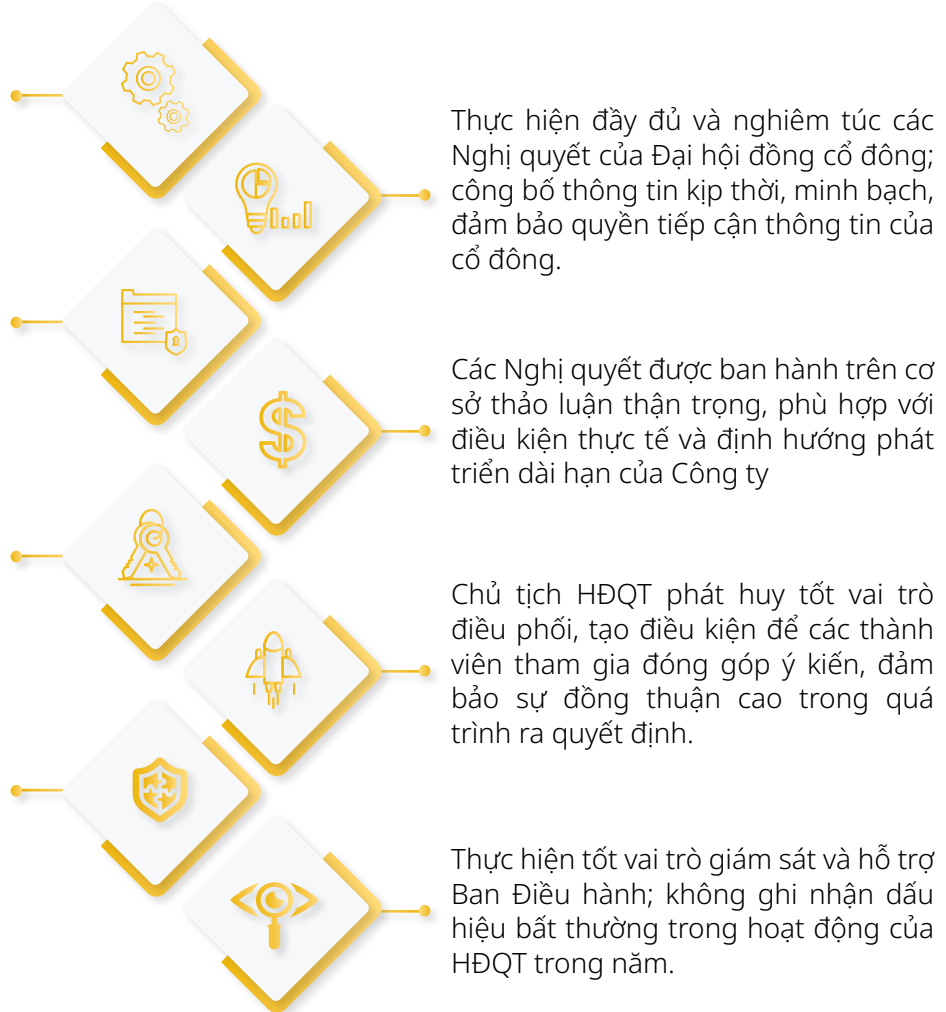 Thực hiện đầy đủ và nghiêm túc các
Nghị quyết của Đại hội đồng cổ đông;
công bố thông tin kịp thời, minh bạch,
đảm bảo quyền tiếp cận thông tin của
cổ đông.
Các Nghị quyết được ban hành trên cơ
sở thảo luận thận trọng, phù hợp với
điều kiện thực tế và định hướng phát
triển dài hạn của Công ty
Chủ tịch HĐQT phát huy tốt vai trò
điều phối, tạo điều kiện để các thành
viên tham gia đóng góp ý kiến, đảm
bảo sự đồng thuận cao trong quá
trình ra quyết định.
Thực hiện tốt vai trò giám sát và hỗ trợ
Ban Điều hành; không ghi nhận dấu
hiệu bất thường trong hoạt động của
HĐQT trong năm.